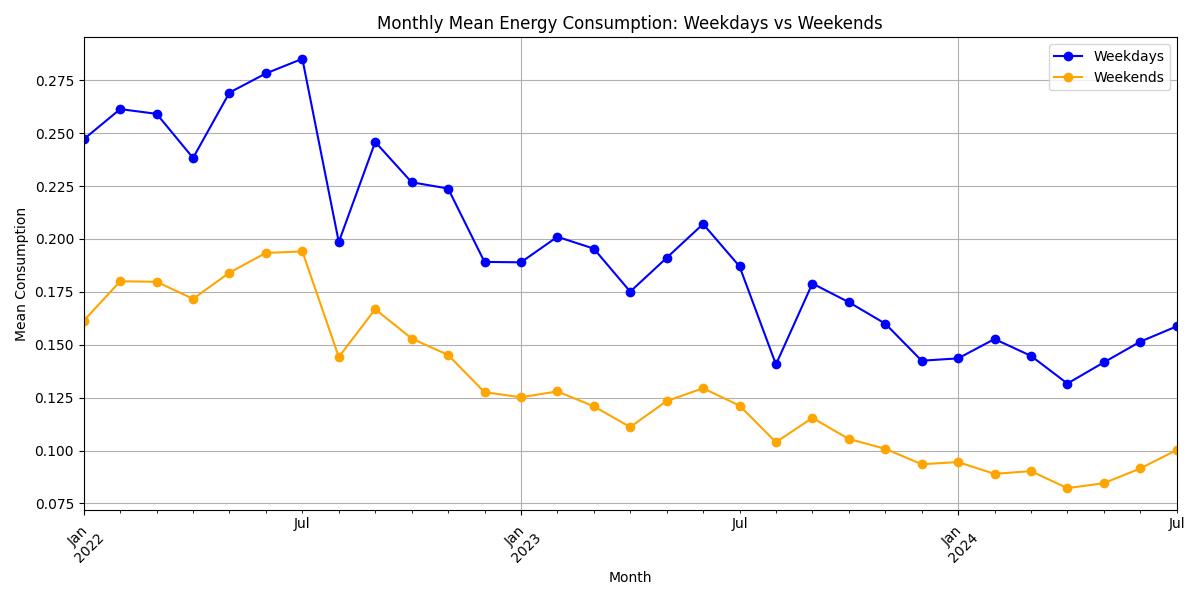 Monthly Mean Energy Consumption: Weekdays vs Weekends
Weekdays
Weekends
Mean Consumption
0.275
0.250
0.225
0.200
0.175
0.150
0.125
0.100
0.075
Jan
2022
Jul
Jan
2023
Jul
Jan
2024
Jul
Month